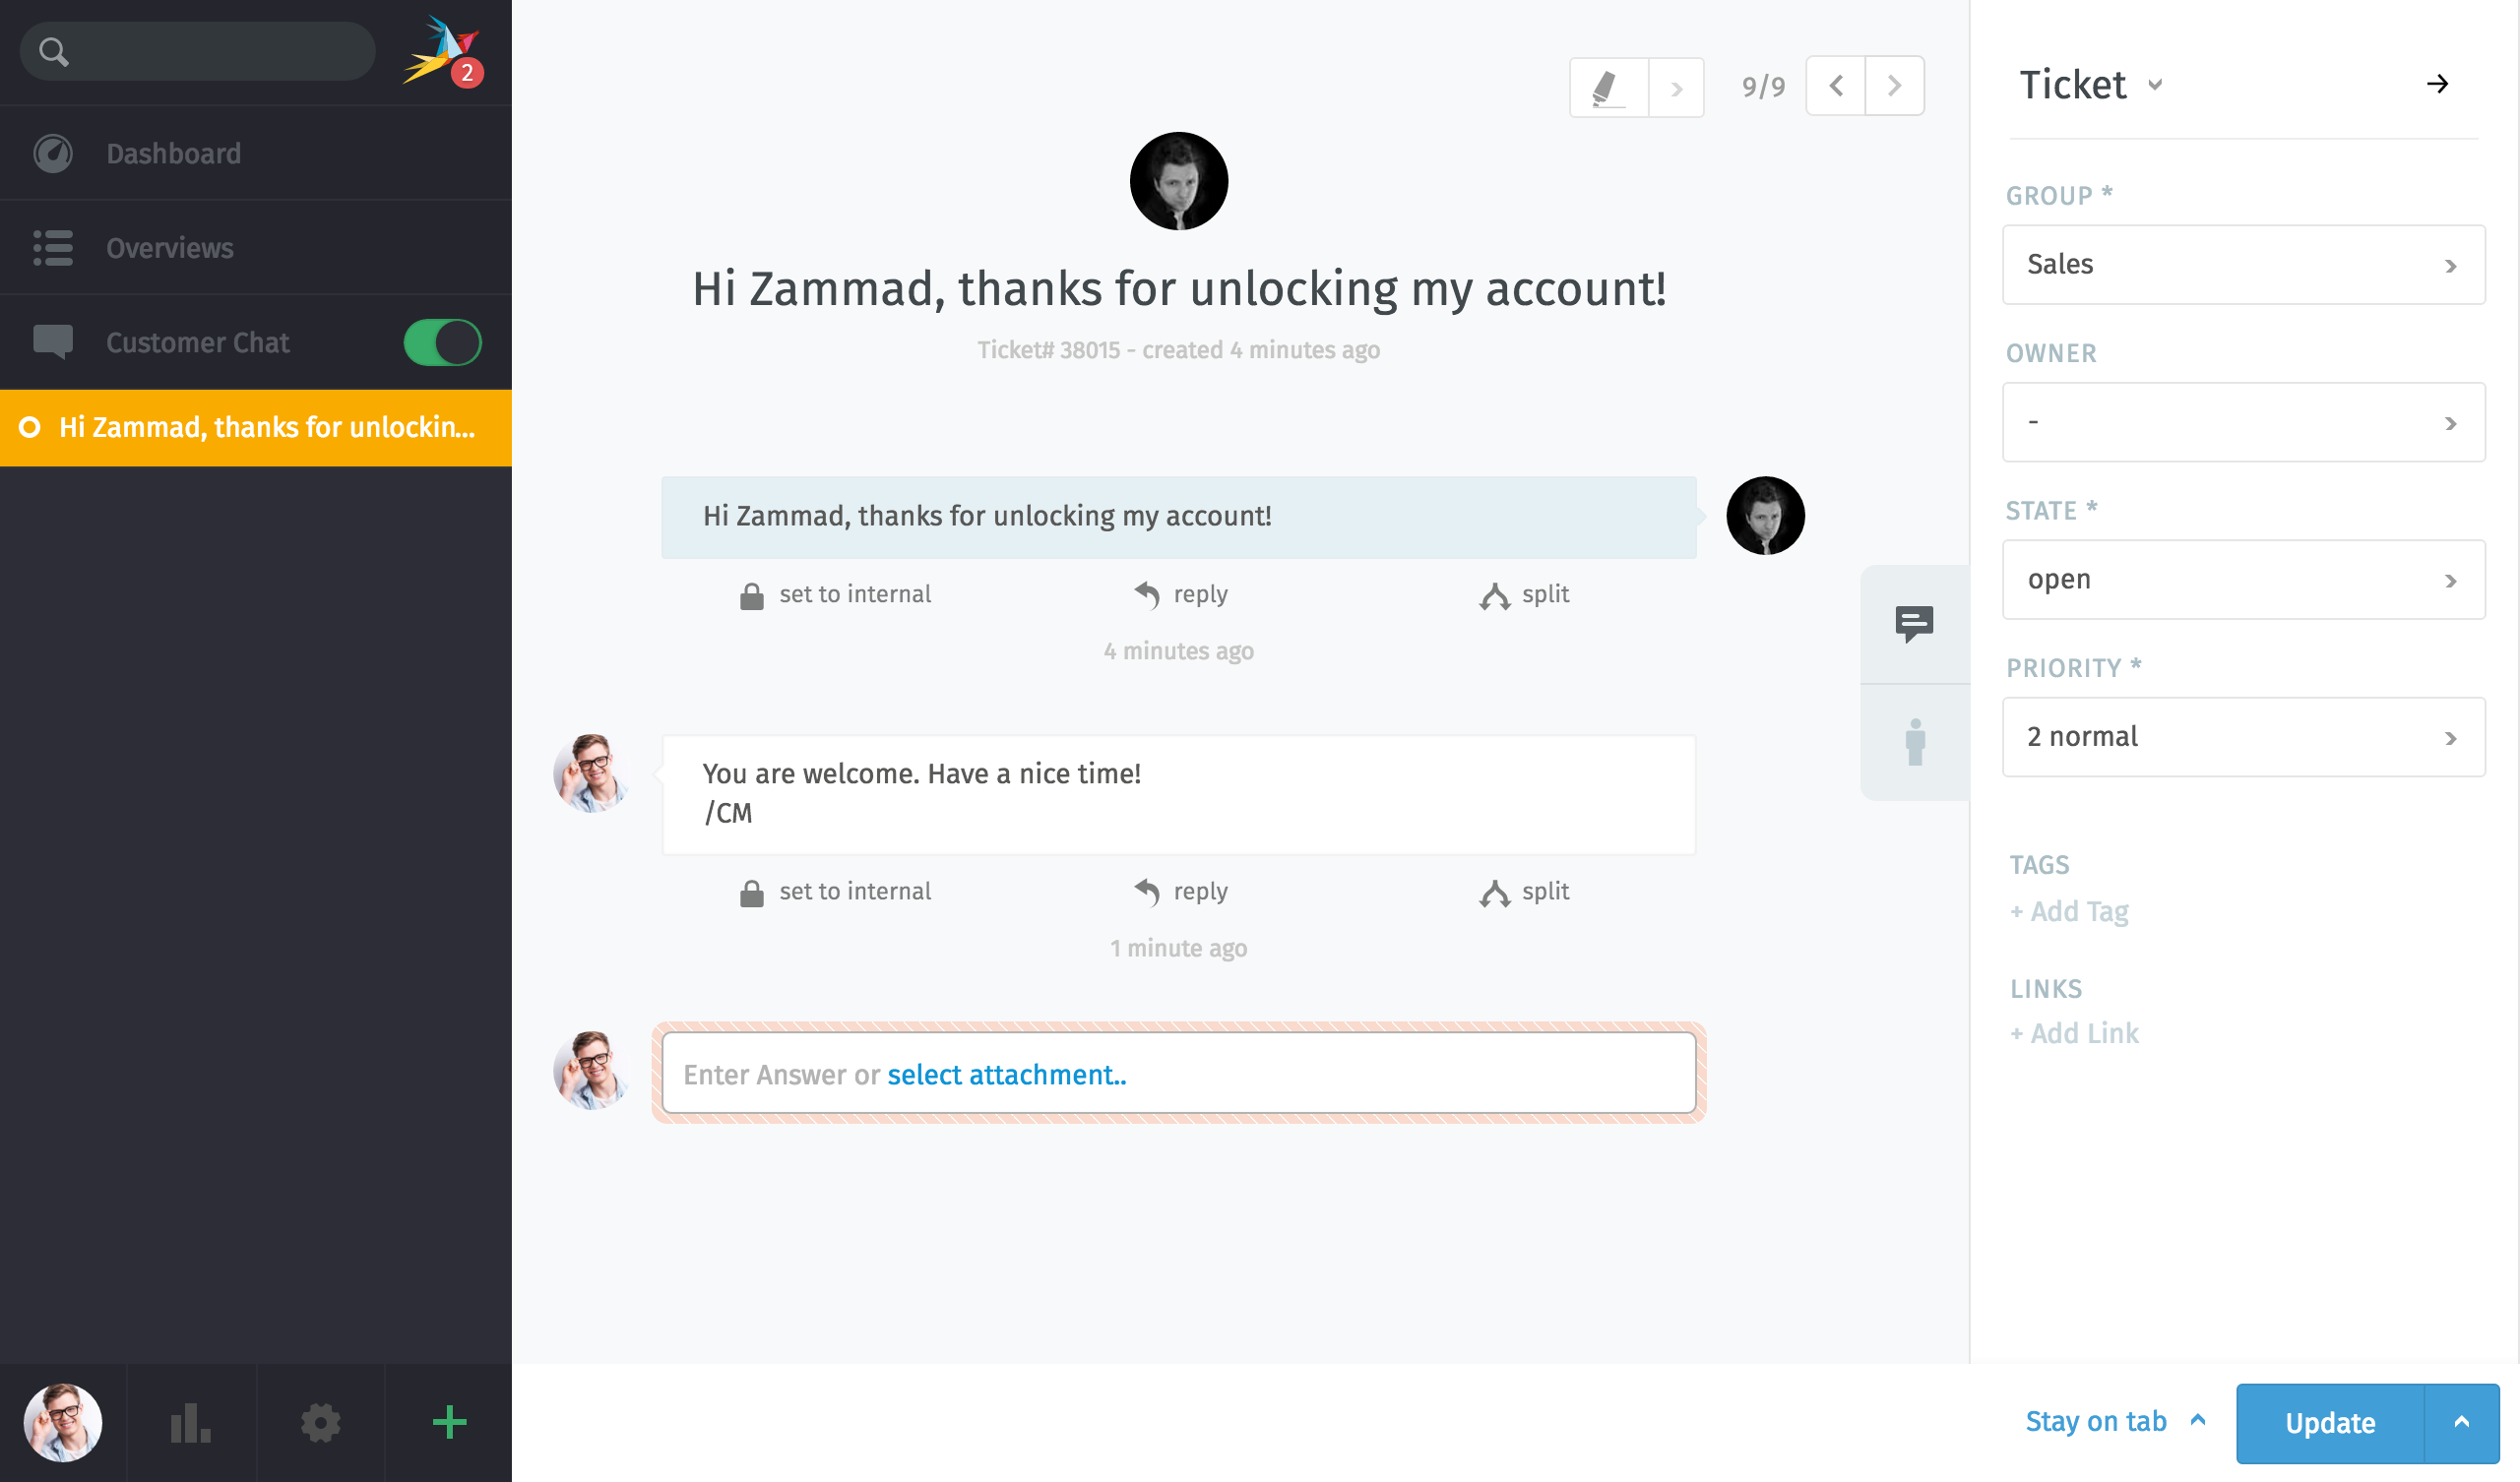 2
Dashboard
Overviews
Customer Chat
Hi Zammad, thanks for unlockin...
9/9
Hi Zammad, thanks for unlocking my account!
Ticket# 38015 - created 4 minutes ago
Hi Zammad, thanks for unlocking my account!
set to internal reply split
4 minutes ago
You are welcome. Have a nice time!
/CM
set to internal reply split
1 minute ago
Enter Answer or select attachment..
Ticket
GROUP *
Sales
OWNER
-
STATE *
open
PRIORITY *
2 normal
TAGS
+ Add Tag
LINKS
+ Add Link
Stay on tab
Update